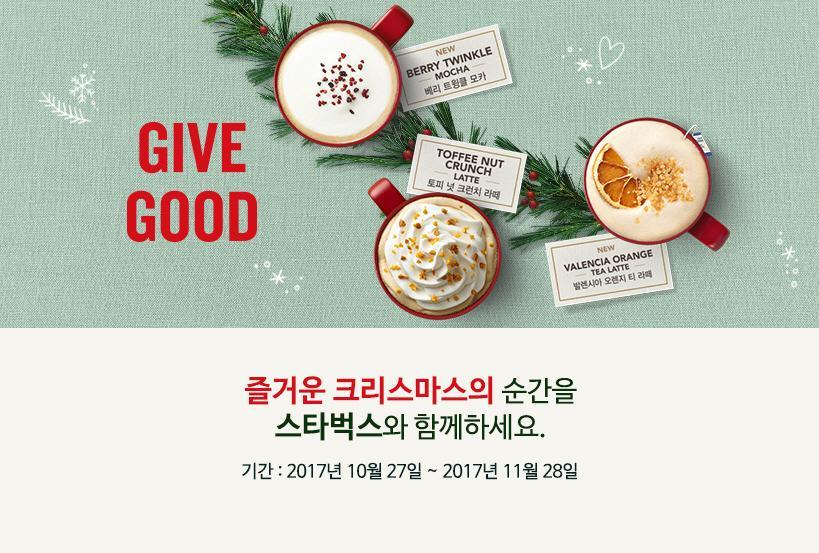 GIVE
GOOD
NEW
BERRY TWINKLE
MOCHA
베리 트윙클 모카
TOFFEE NUT
CRUNCH
LATTE
토피 넛 크런치 라떼
NEW
VALENCIA ORANGE
TEA LATTE
발렌시아 오렌지 티 라떼
즐거운 크리스마스의 순간을
스타벅스와 함께하세요.
기간 : 2017년 10월 27일 ~ 2017년 11월 28일